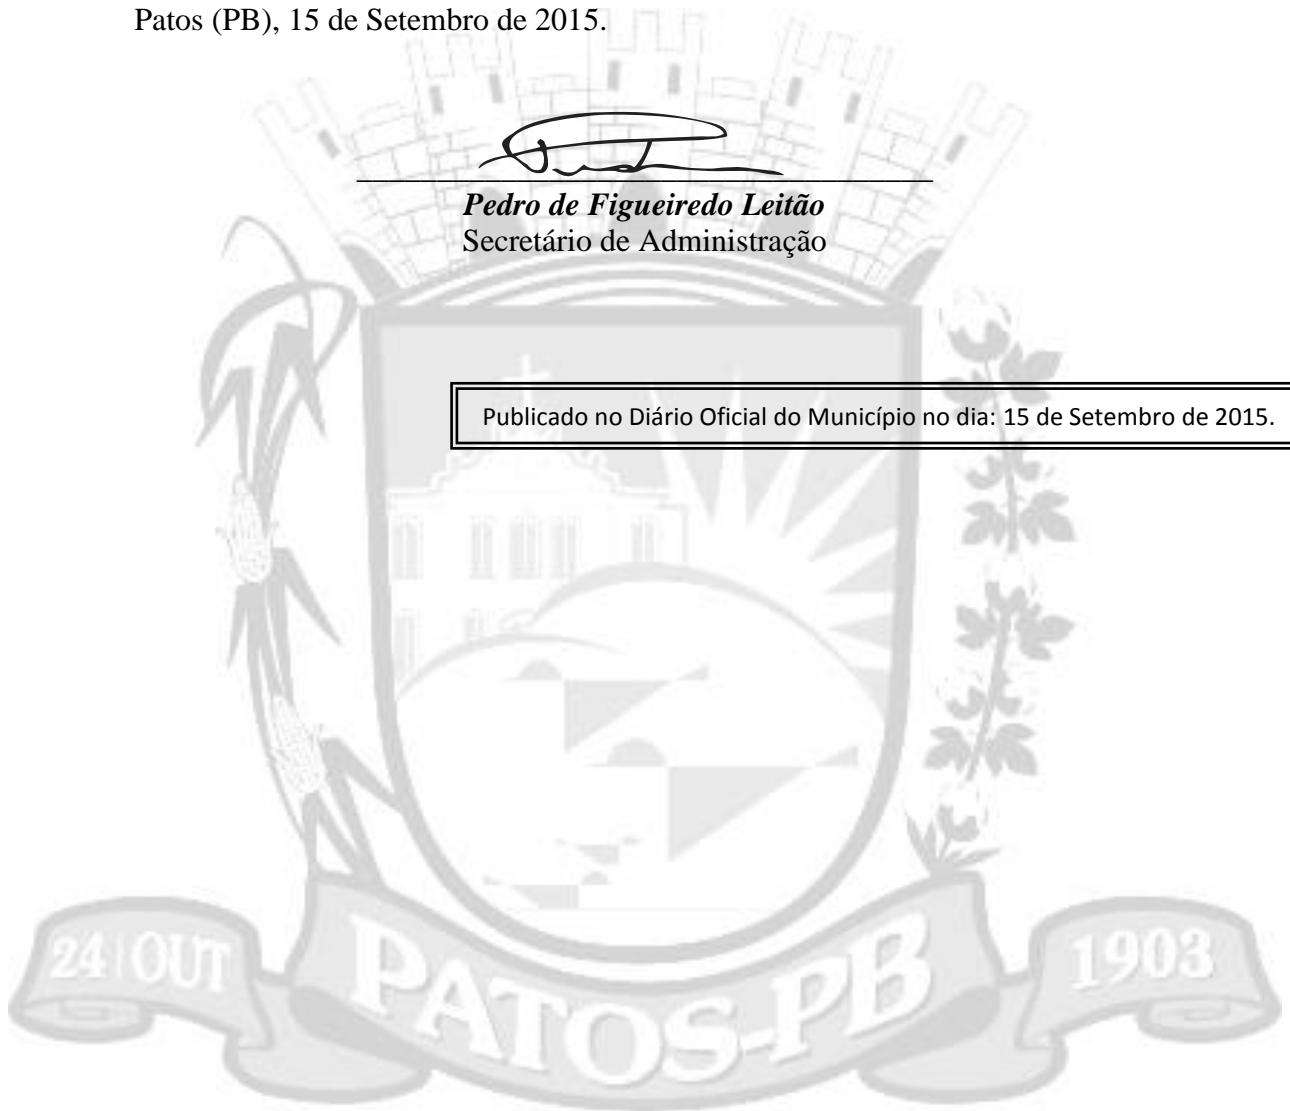 Patos (PB), 15 de Setembro de 2015.
Pedro de Figueiredo Leitão
Secretário de Administração
Publicado no Diário Oficial do Município no dia: 15 de Setembro de 2015.
24 OUT
PATOS-PB
1903